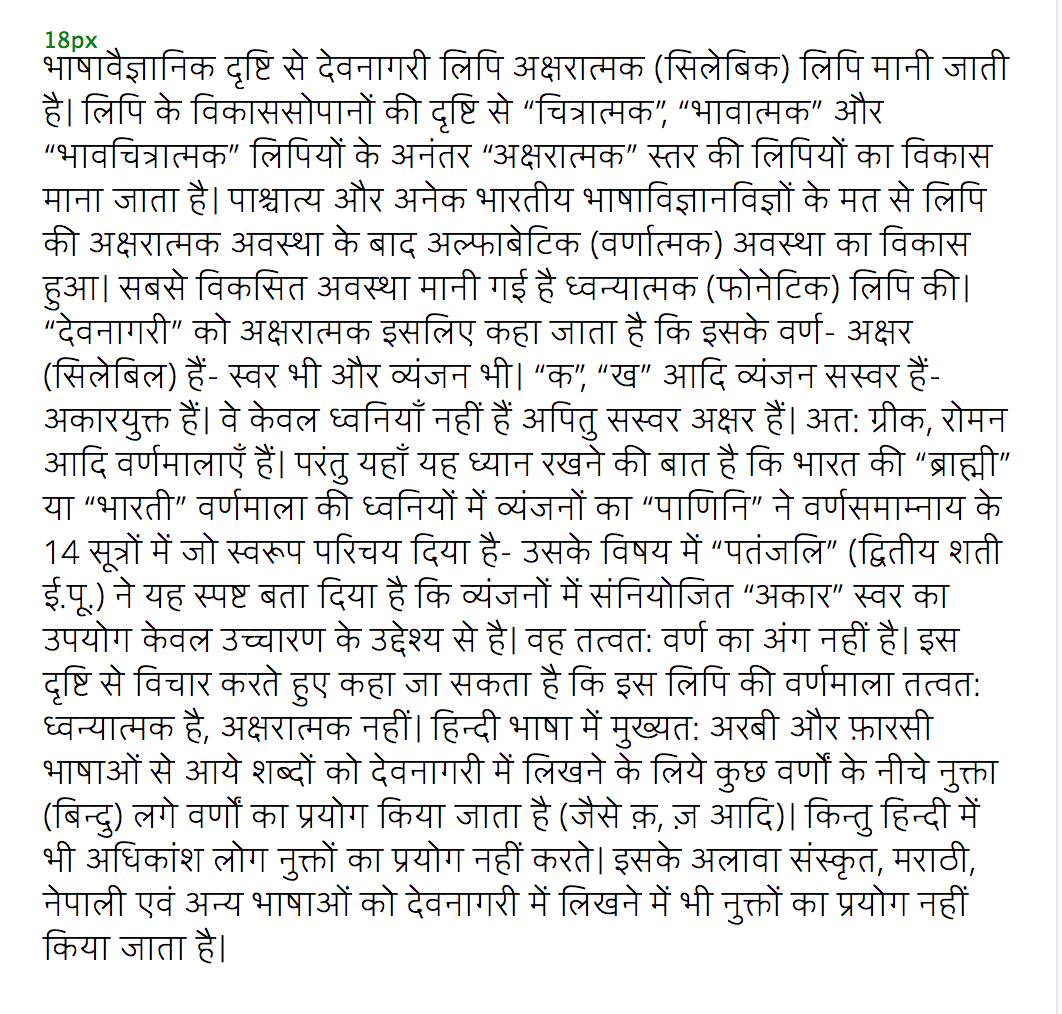 18px
भाषावैज्ञानिक दृष्टि से देवनागरी लिपि अक्षरात्मक (सिलेबिक) लिपि मानी जाती
है| लिपि के विकाससोपानों की दृष्टि से “चित्रात्मक”, “भावात्मक” और
“भावचित्रात्मक” लिपियों के अनंतर “अक्षरात्मक” स्तर की लिपियों का विकास
माना जाता है| पाश्चात्य और अनेक भारतीय भाषाविज्ञानविज्ञों के मत से लिपि
की अक्षरात्मक अवस्था के बाद अल्फाबेटिक (वर्णात्मक) अवस्था का विकास
हुआ| सबसे विकसित अवस्था मानी गई है ध्वन्यात्मक (फोनेटिक) लिपि की|
“देवनागरी” को अक्षरात्मक इसलिए कहा जाता है कि इसके वर्ण- अक्षर
(सिलेबिल) हैं- स्वर भी और व्यंजन भी| “क”, “ख” आदि व्यंजन सस्वर हैं-
अकारयुक्त हैं| वे केवल ध्वनियाँ नहीं हैं अपितु सस्वर अक्षर हैं| अत: ग्रीक, रोमन
आदि वर्णमालाएँ हैं| परंतु यहाँ यह ध्यान रखने की बात है कि भारत की “ब्राह्मी”
या “भारती” वर्णमाला की ध्वनियों में व्यंजनों का “पाणिनि” ने वर्णसमाम्नाय के
14 सूत्रों में जो स्वरूप परिचय दिया है- उसके विषय में “पतंजलि” (द्वितीय शती
ई.पू.) ने यह स्पष्ट बता दिया है कि व्यंजनों में संनियोजित “अकार” स्वर का
उपयोग केवल उच्चारण के उद्देश्य से है| वह तत्वत: वर्ण का अंग नहीं है| इस
दृष्टि से विचार करते हुए कहा जा सकता है कि इस लिपि की वर्णमाला तत्वत:
ध्वन्यात्मक है, अक्षरात्मक नहीं| हिन्दी भाषा में मुख्यत: अरबी और फ़ारसी
भाषाओं से आये शब्दों को देवनागरी में लिखने के लिये कुछ वर्णों के नीचे नुक्ता
(बिन्दु) लगे वर्णों का प्रयोग किया जाता है (जैसे क़, ज़ आदि)| किन्तु हिन्दी में
भी अधिकांश लोग नुक्तों का प्रयोग नहीं करते| इसके अलावा संस्कृत, मराठी,
नेपाली एवं अन्य भाषाओं को देवनागरी में लिखने में भी नुक्तों का प्रयोग नहीं
किया जाता है|